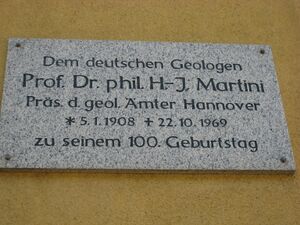 Dem deutschen Geologen
Prof. Dr. phil. H.-J. Martini
Präs. d. geol. Ämter Hannover
* 5.1.1908 + 22.10.1969
zu seinem 100. Geburtstag